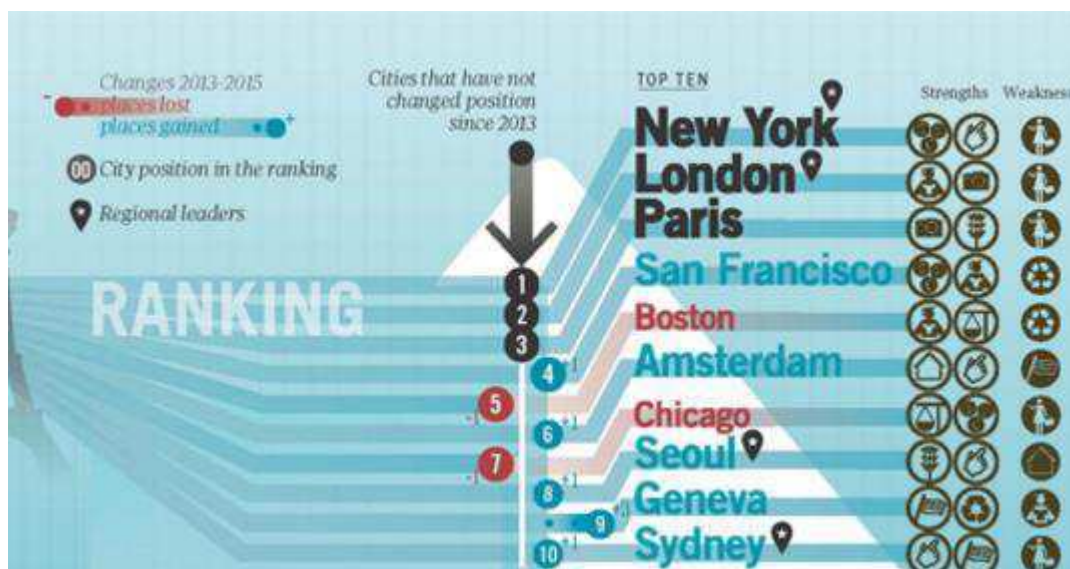 Changes 2013-2015
places lost
places gained
00 City position in the ranking
Regional leaders
Cities that have not
changed position
since 2013
RANKING
TOP TEN
Strengths Weakness
New York
London
Paris
San Francisco
Boston
Amsterdam
Chicago
Seoul
Geneva
Sydney
1
2
3
4 +1
5 -1
6 +1
7 -1
8 +1
9
10 +1